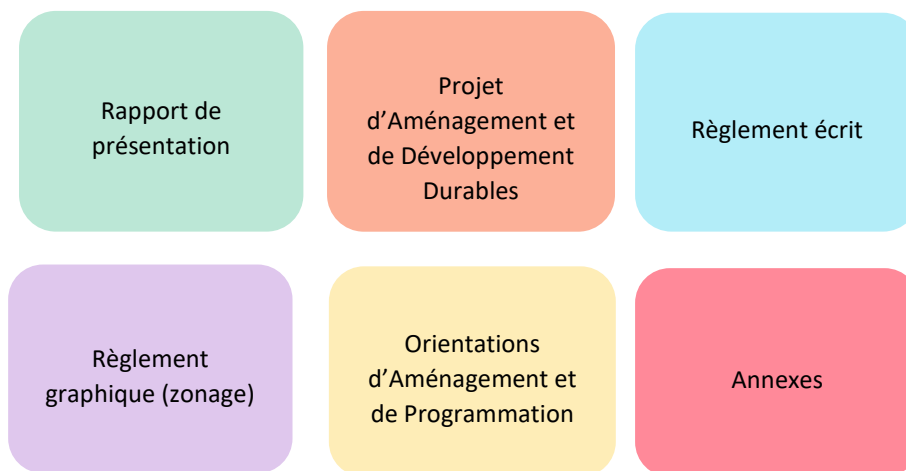 Rapport de
présentation
Projet
d’Aménagement et
de Développement
Durables
Règlement écrit
Règlement
graphique (zonage)
Orientations
d’Aménagement et
de Programmation
Annexes